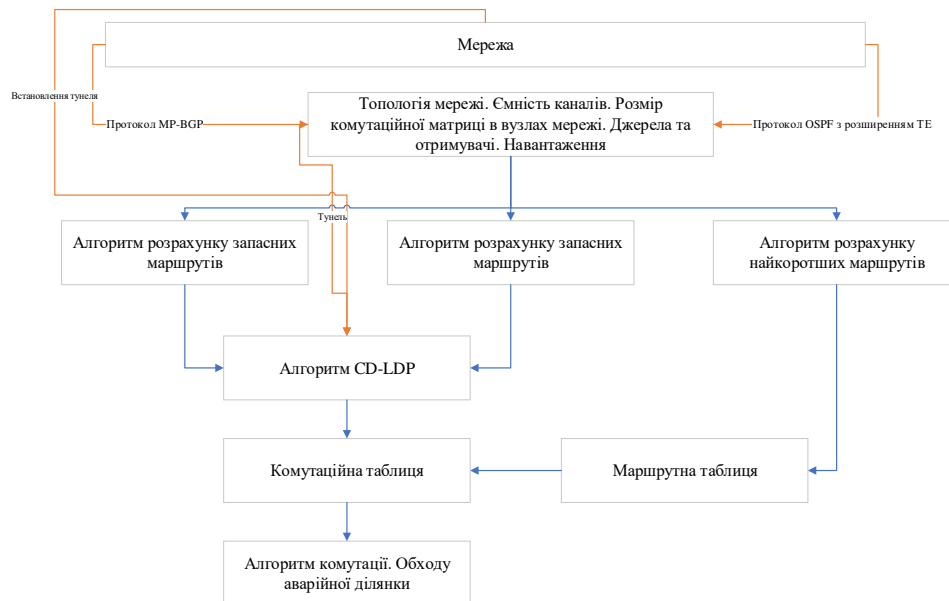 Мережа
Встановлення тунеля
Протокол MP-BGP
Топологія мережі. Ємність каналів. Розмір
комутаційної матриці в вузлах мережі. Джерела та
отримувачі. Навантаження
Протокол OSPF з розширенням TE
Тунель
Алгоритм розрахунку запасних
маршрутів
Алгоритм розрахунку запасних
маршрутів
Алгоритм розрахунку
найкоротших маршрутів
Алгоритм CD-LDP
Комутаційна таблиця
Маршрутна таблиця
Алгоритм комутації. Обходу
аварійної ділянки